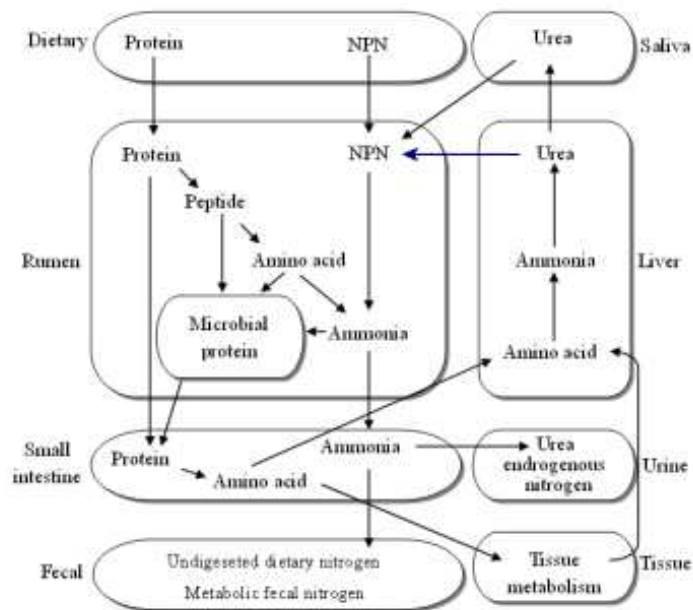 Dietary Protein NPN Urea Saliva
Protein NPN Urea
Peptide
Rumen Amino acid Ammonia Liver
Microbial
protein Ammonia Amino acid
Small
intestine Protein Amino acid Ammonia Urea
endrogenous
nitrogen Urine
Fecal Undigeseted dietary nitrogen
Metabolic fecal nitrogen
Tissue
metabolism Tissue